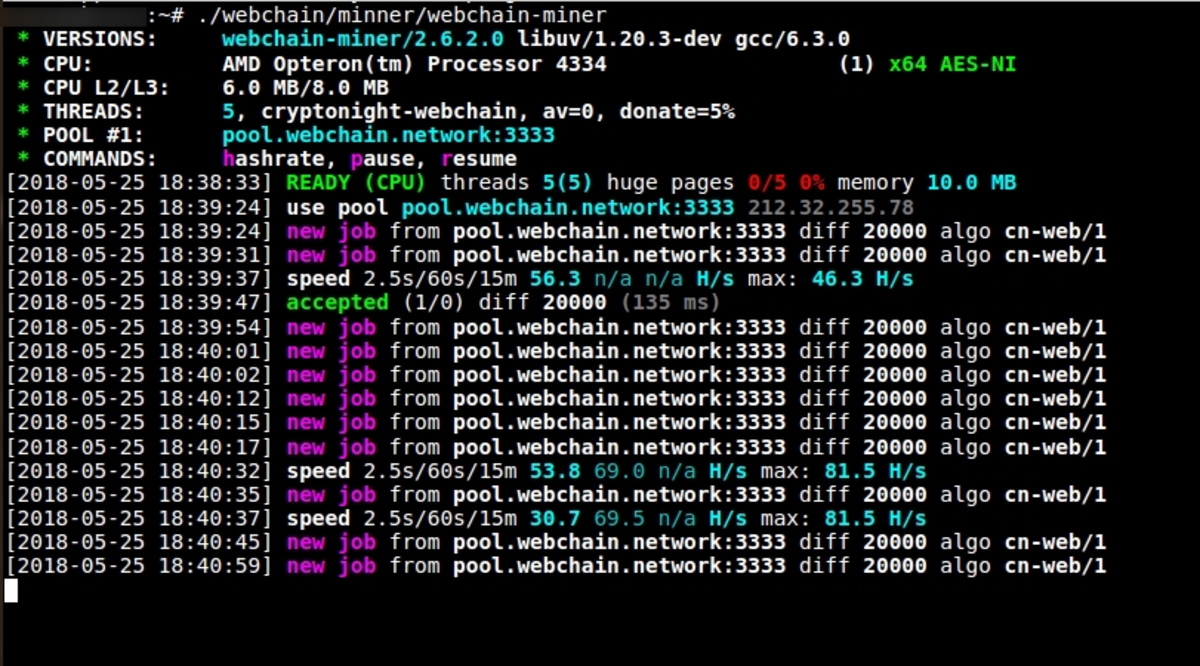 :~# ./webchain/minner/webchain-miner
* VERSIONS: webchain-miner/2.6.2.0 libuv/1.20.3-dev gcc/6.3.0
* CPU: AMD Opteron(tm) Processor 4334 (1) x64 AES-NI
* CPU L2/L3: 6.0 MB/8.0 MB
* THREADS: 5, cryptonight-webchain, av=0, donate=5%
* POOL #1: pool.webchain.network:3333
* COMMANDS: hashrate, pause, resume
[2018-05-25 18:38:33] READY (CPU) threads 5(5) huge pages 0/5 0% memory 10.0 MB
[2018-05-25 18:39:24] use pool pool.webchain.network:3333 212.32.255.78
[2018-05-25 18:39:24] new job from pool.webchain.network:3333 diff 20000 algo cn-web/1
[2018-05-25 18:39:31] new job from pool.webchain.network:3333 diff 20000 algo cn-web/1
[2018-05-25 18:39:37] speed 2.5s/60s/15m 56.3 n/a n/a H/s max: 46.3 H/s
[2018-05-25 18:39:47] accepted (1/0) diff 20000 (135 ms)
[2018-05-25 18:39:54] new job from pool.webchain.network:3333 diff 20000 algo cn-web/1
[2018-05-25 18:40:01] new job from pool.webchain.network:3333 diff 20000 algo cn-web/1
[2018-05-25 18:40:02] new job from pool.webchain.network:3333 diff 20000 algo cn-web/1
[2018-05-25 18:40:12] new job from pool.webchain.network:3333 diff 20000 algo cn-web/1
[2018-05-25 18:40:15] new job from pool.webchain.network:3333 diff 20000 algo cn-web/1
[2018-05-25 18:40:17] new job from pool.webchain.network:3333 diff 20000 algo cn-web/1
[2018-05-25 18:40:32] speed 2.5s/60s/15m 53.8 69.0 n/a H/s max: 81.5 H/s
[2018-05-25 18:40:35] new job from pool.webchain.network:3333 diff 20000 algo cn-web/1
[2018-05-25 18:40:37] speed 2.5s/60s/15m 30.7 69.5 n/a H/s max: 81.5 H/s
[2018-05-25 18:40:45] new job from pool.webchain.network:3333 diff 20000 algo cn-web/1
[2018-05-25 18:40:59] new job from pool.webchain.network:3333 diff 20000 algo cn-web/1